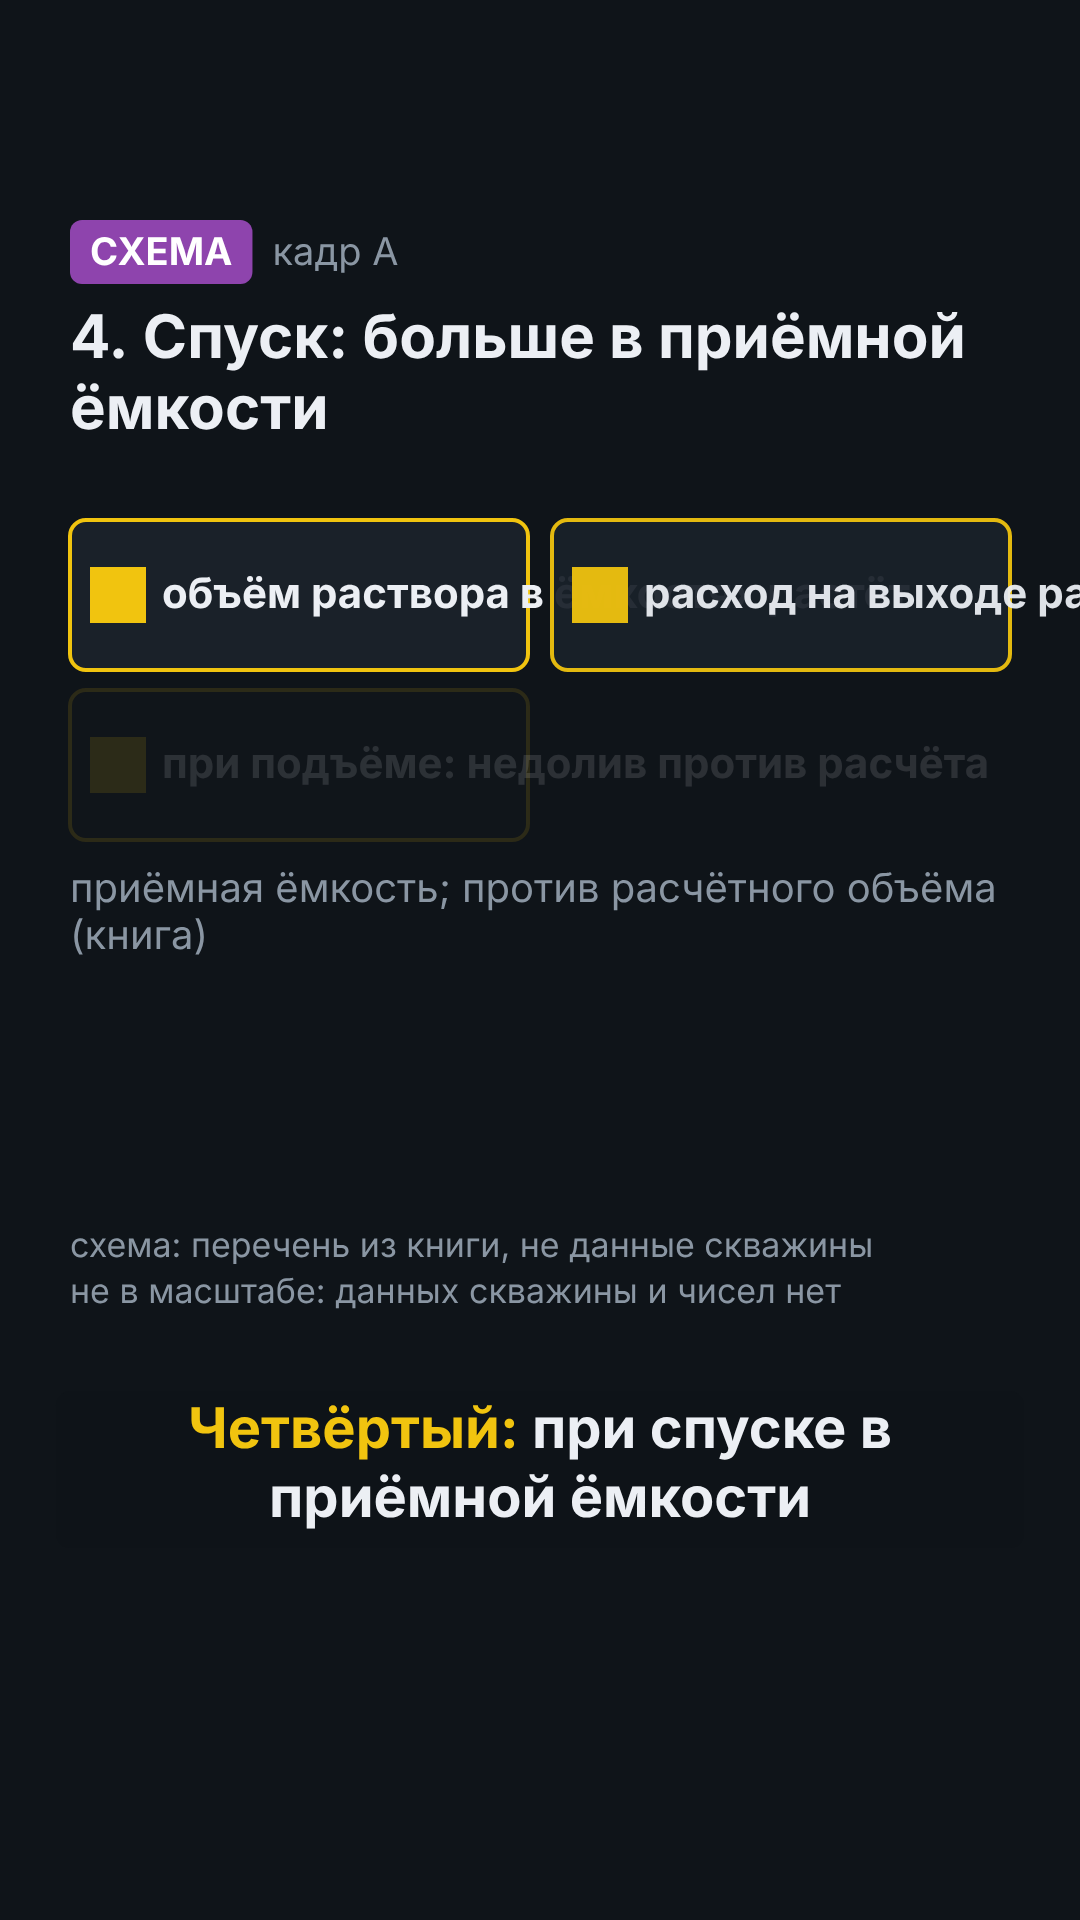 СХЕМА кадр А
4. Спуск: больше в приёмной
ёмкости
объём раствора в
расход на выходе ра
при подъёме: недолив против расчёта
приёмная ёмкость; против расчётного объёма
(книга)
схема: перечень из книги, не данные скважины
не в масштабе: данных скважины и чисел нет
Четвёртый: при спуске в
приёмной ёмкости